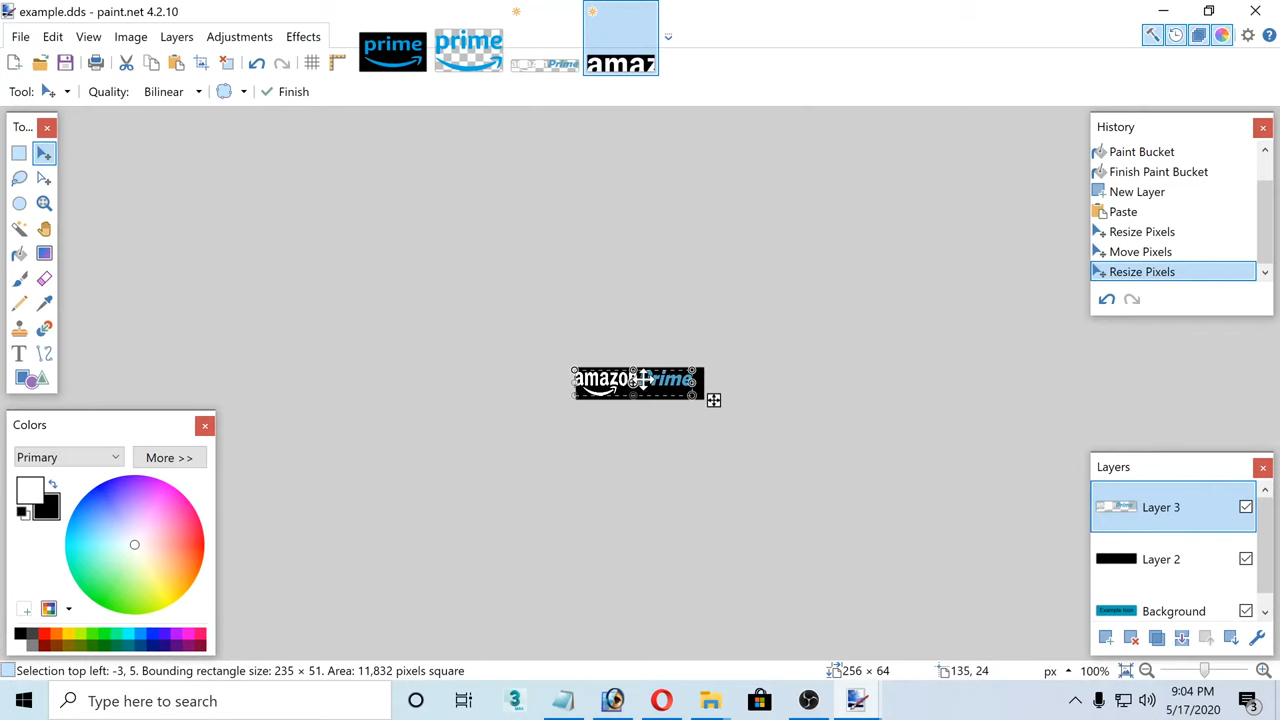 example.dds - paint.net 4.2.10
File Edit View Image Layers Adjustments Effects
prime
prime
Prime
amaz
Tool: Quality: Bilinear Finish
To...
History
Paint Bucket
Finish Paint Bucket
New Layer
Paste
Resize Pixels
Move Pixels
Resize Pixels
amazon Prime
Colors
Primary
More >>
Layers
Layer 3
Layer 2
Background
Selection top left: -3, 5. Bounding rectangle size: 235 × 51. Area: 11,832 pixels square
256 × 64
135, 24
px
100%
Type here to search
9:04 PM
5/17/2020
3